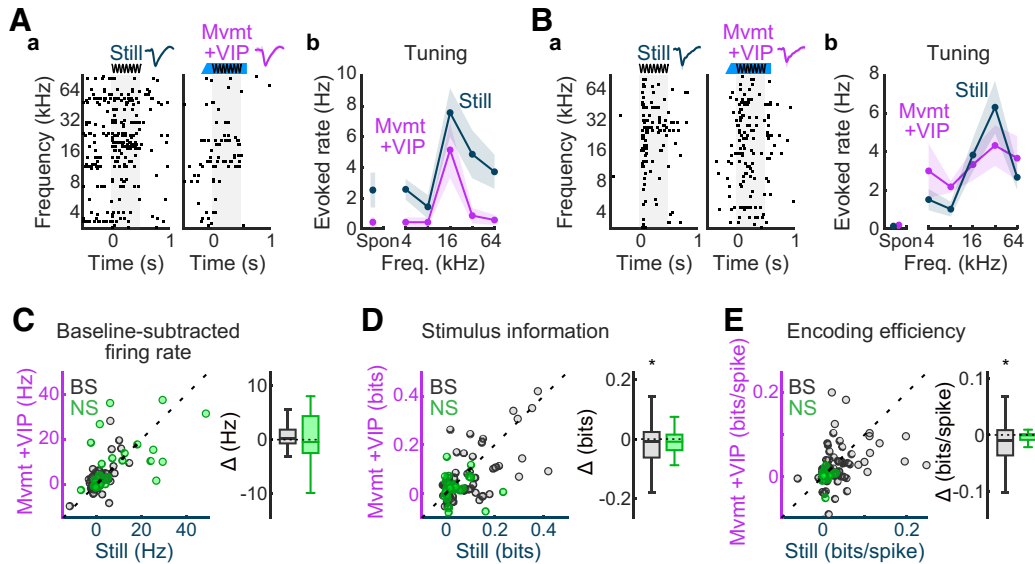 A
a
Still
Mvmt
+VIP
Frequency (kHz)
64
32
16
8
4
0
1
0
1
Time (s)
Time (s)
b
Tuning
Evoked rate (Hz)
10
8
6
4
2
0
Still
Mvmt
+VIP
Spon
4
16
64
Freq. (kHz)
B
a
Still
Mvmt
+VIP
Frequency (kHz)
64
32
16
8
4
0
1
0
1
Time (s)
Time (s)
b
Tuning
Evoked rate (Hz)
8
6
4
2
0
Still
Mvmt
+VIP
Spon
4
16
64
Freq. (kHz)
C
Baseline-subtracted
firing rate
Mvmt +VIP (Hz)
40
20
0
BS
NS
0
20
40
Still (Hz)
Δ (Hz)
10
0
-10
D
Stimulus information
Mvmt +VIP (bits)
0.4
0.2
0
BS
NS
0
0.2
0.4
Still (bits)
Δ (bits)
0.2
0
-0.2
*
E
Encoding efficiency
Mvmt +VIP (bits/spike)
0.2
0
BS
NS
0
0.2
Still (bits/spike)
Δ (bits/spike)
0.1
0
-0.1
*